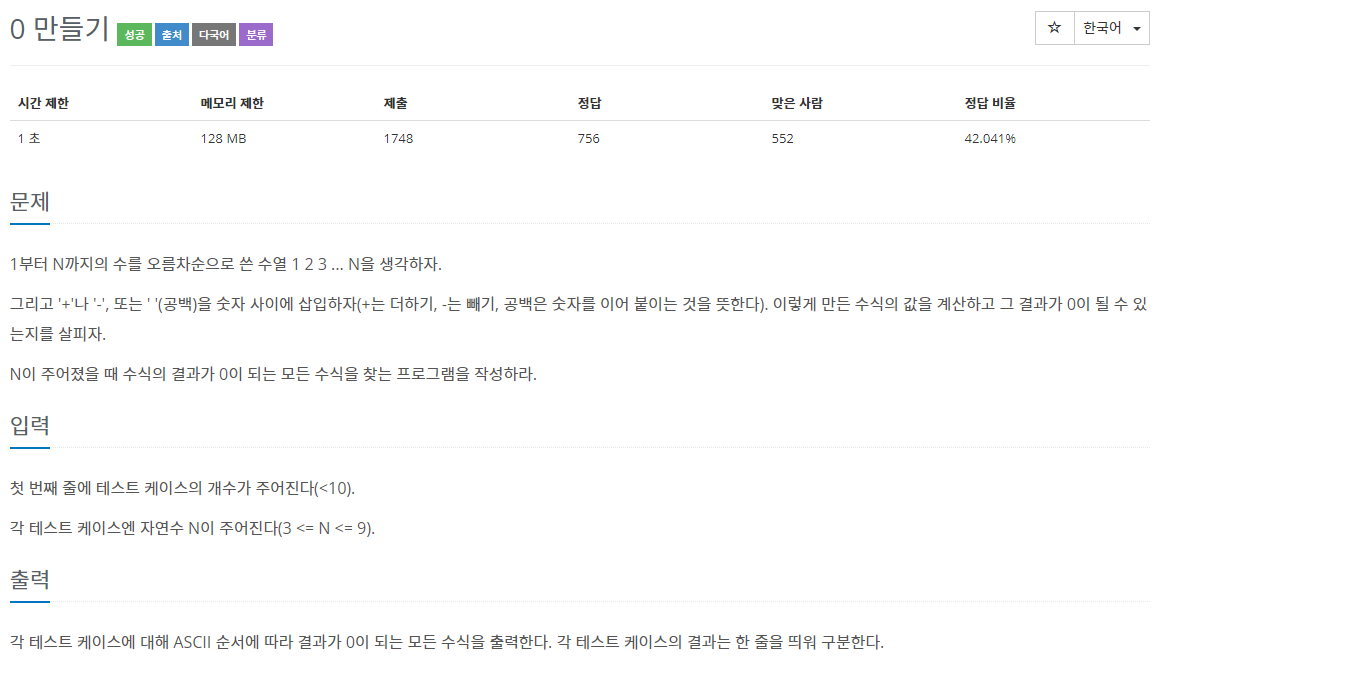 0 만들기 성공 출처 다국어 분류
☆ 한국어
시간 제한 메모리 제한 제출 정답 맞은 사람 정답 비율
1 초 128 MB 1748 756 552 42.041%
문제
1부터 N까지의 수를 오름차순으로 쓴 수열 1 2 3 ... N을 생각하자.
그리고 '+'나 '-', 또는 ' '(공백)을 숫자 사이에 삽입하자(+는 더하기, -는 빼기, 공백은 숫자를 이어 붙이는 것을 뜻한다). 이렇게 만든 수식의 값을 계산하고 그 결과가 0이 될 수 있
는지를 살피자.
N이 주어졌을 때 수식의 결과가 0이 되는 모든 수식을 찾는 프로그램을 작성하라.
입력
첫 번째 줄에 테스트 케이스의 개수가 주어진다(<10).
각 테스트 케이스엔 자연수 N이 주어진다(3 <= N <= 9).
출력
각 테스트 케이스에 대해 ASCII 순서에 따라 결과가 0이 되는 모든 수식을 출력한다. 각 테스트 케이스의 결과는 한 줄을 띄워 구분한다.